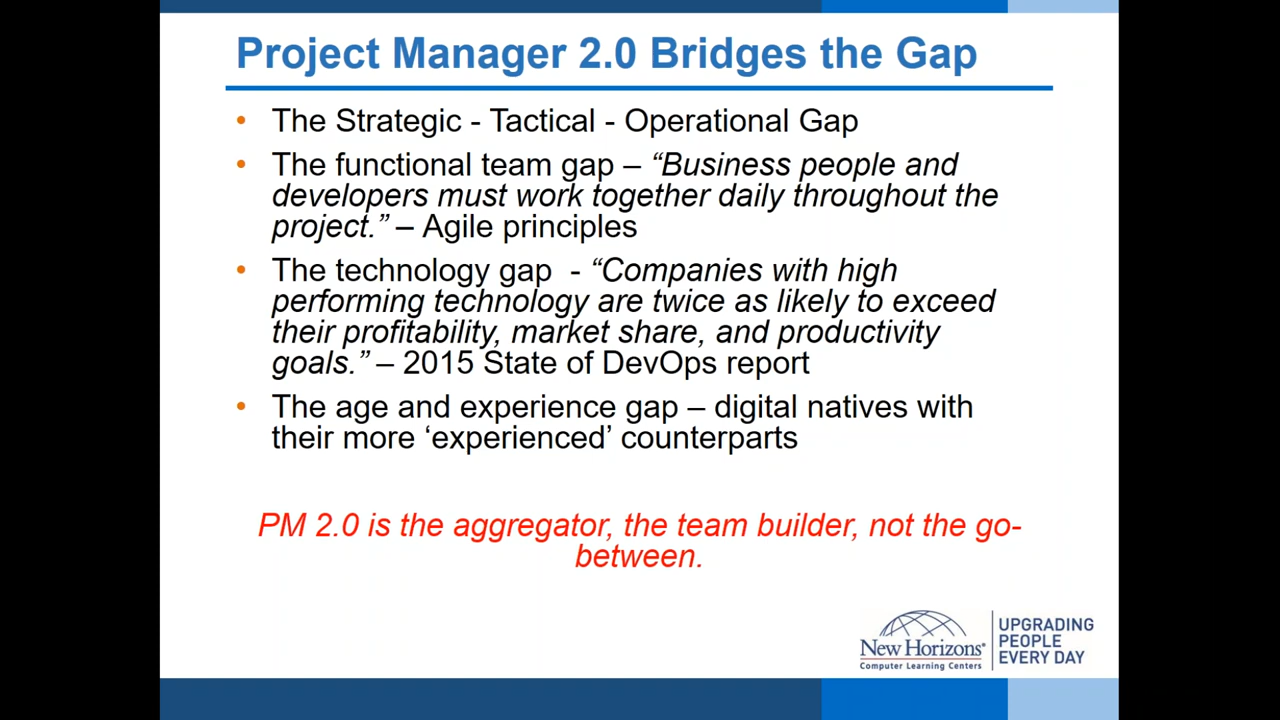 Project Manager 2.0 Bridges the Gap
• The Strategic - Tactical - Operational Gap
• The functional team gap – “Business people and
developers must work together daily throughout the
project.” – Agile principles
• The technology gap  - “Companies with high
performing technology are twice as likely to exceed
their profitability, market share, and productivity
goals.” – 2015 State of DevOps report
• The age and experience gap – digital natives with
their more ‘experienced’ counterparts
PM 2.0 is the aggregator, the team builder, not the go-
between.
New Horizons®
Computer Learning Centers
UPGRADING
PEOPLE
EVERY DAY